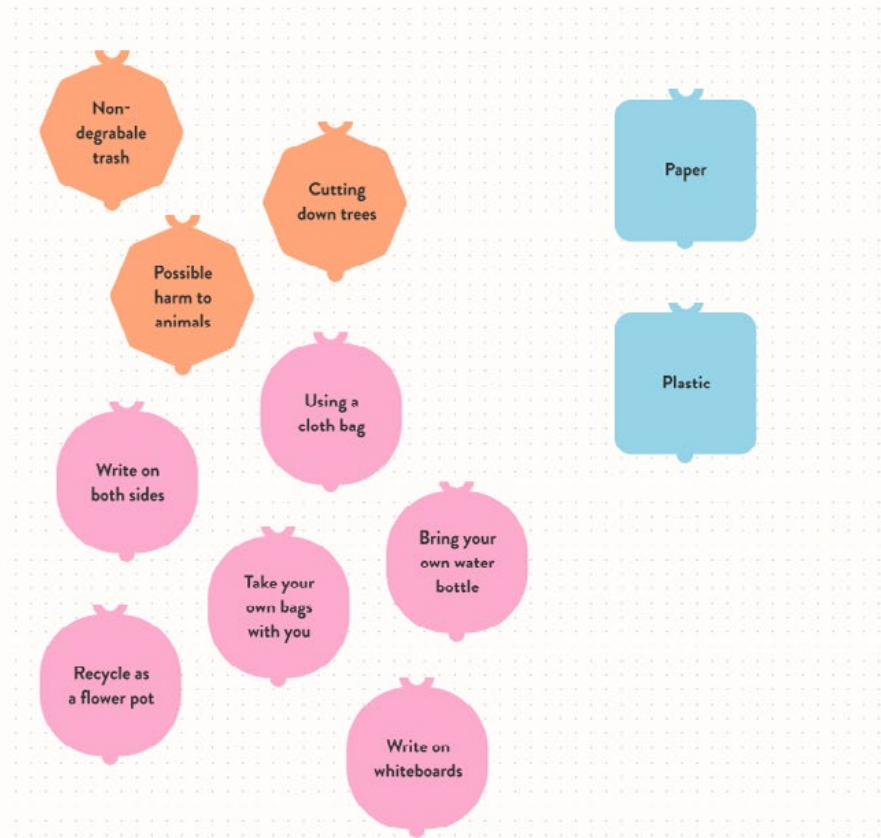 Non-
degrabale
trash
Cutting
down trees
Paper
Possible
harm to
animals
Using a
cloth bag
Plastic
Write on
both sides
Bring your
own water
bottle
Take your
own bags
with you
Recycle as
a flower pot
Write on
whiteboards